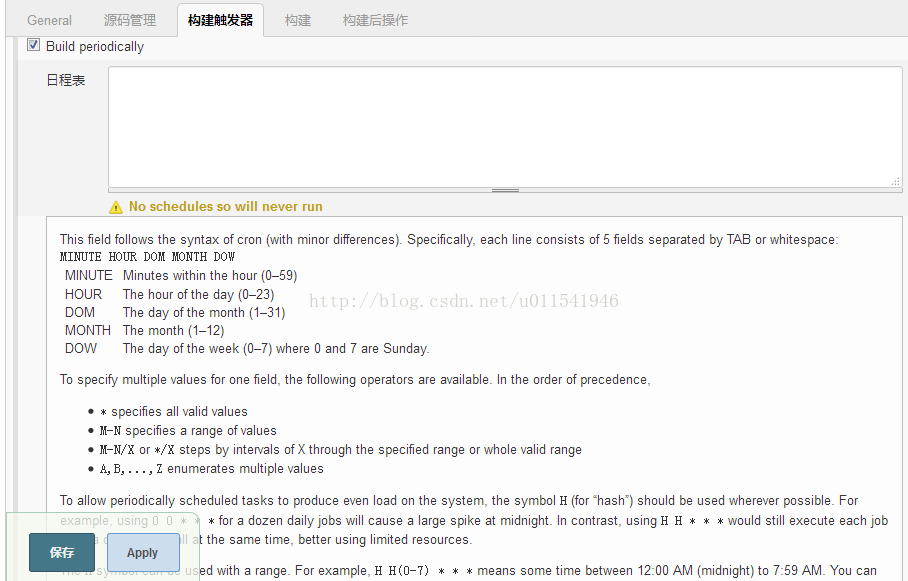 General 源码管理 构建触发器 构建 构建后操作
Build periodically
日程表
No schedules so will never run
This field follows the syntax of cron (with minor differences). Specifically, each line consists of 5 fields separated by TAB or whitespace:
MINUTE HOUR DOM MONTH DOW
MINUTE Minutes within the hour (0–59)
HOUR The hour of the day (0–23)
http://blog.csdn.net/u011541946
DOM The day of the month (1–31)
MONTH The month (1–12)
DOW The day of the week (0–7) where 0 and 7 are Sunday.
To specify multiple values for one field, the following operators are available. In the order of precedence,
• * specifies all valid values
• M-N specifies a range of values
• M-N/X or */X steps by intervals of X through the specified range or whole valid range
• A,B,...,Z enumerates multiple values
To allow periodically scheduled tasks to produce even load on the system, the symbol H (for “hash”) should be used wherever possible. For
example, using 0 0 * * * for a dozen daily jobs will cause a large spike at midnight. In contrast, using H H * * * would still execute each job
at the same time, better using limited resources.
保存 Apply
The H symbol can be used with a range. For example, H H(0-7) * * * means some time between 12:00 AM (midnight) to 7:59 AM. You can